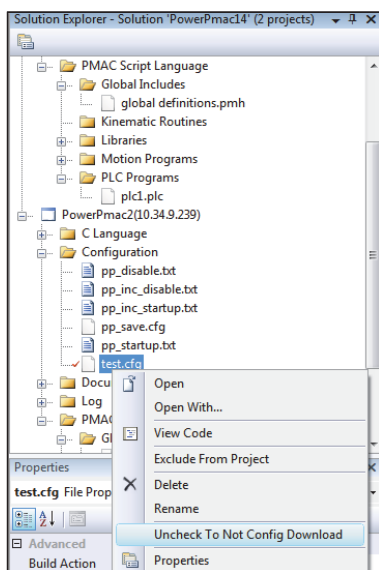 Solution Explorer - Solution 'PowerPmac14' (2 projects)
PMAC Script Language
Global Includes
global definitions.pmh
Kinematic Routines
Libraries
Motion Programs
PLC Programs
plc1.plc
PowerPmac2(10.34.9.239)
C Language
Configuration
pp_disable.txt
pp_inc_disable.txt
pp_inc_startup.txt
pp_save.cfg
pp_startup.txt
test.cfg
Docu
Open
Log
Open With...
PMAC
View Code
Gl
Exclude From Project
Properties
Delete
test.cfg File Prop
Rename
Uncheck To Not Config Download
Advanced
Build Action
Properties